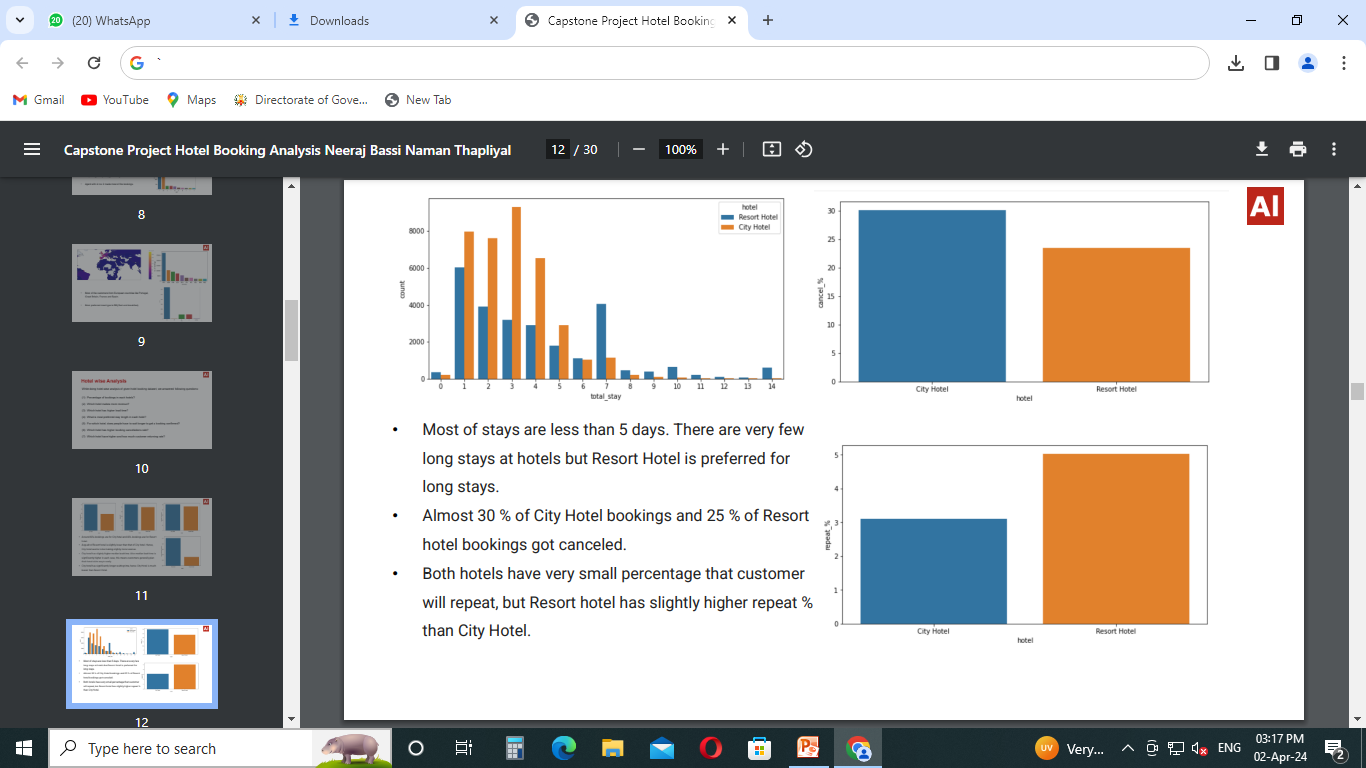 20
(20) WhatsApp
Downloads
Capstone Project Hotel Booking
`
Gmail
YouTube
Maps
Directorate of Gove...
New Tab
Capstone Project Hotel Booking Analysis Neeraj Bassi Naman Thapliyal
12 / 30
100%
8
9
Hotel wise Analysis
10
11
12
hotel
Resort Hotel
City Hotel
8000
6000
4000
2000
0
count
0 1 2 3 4 5 6 7 8 9 10 11 12 13 14
total_stay
30
25
20
15
10
5
0
cancel_%
City Hotel
Resort Hotel
hotel
AI
• Most of stays are less than 5 days. There are very few
long stays at hotels but Resort Hotel is preferred for
long stays.
• Almost 30 % of City Hotel bookings and 25 % of Resort
hotel bookings got canceled.
• Both hotels have very small percentage that customer
will repeat, but Resort hotel has slightly higher repeat %
than City Hotel.
5
4
3
2
1
0
repeat_%
City Hotel
Resort Hotel
hotel
Type here to search
UV
Very...
ENG
03:17 PM
02-Apr-24
2